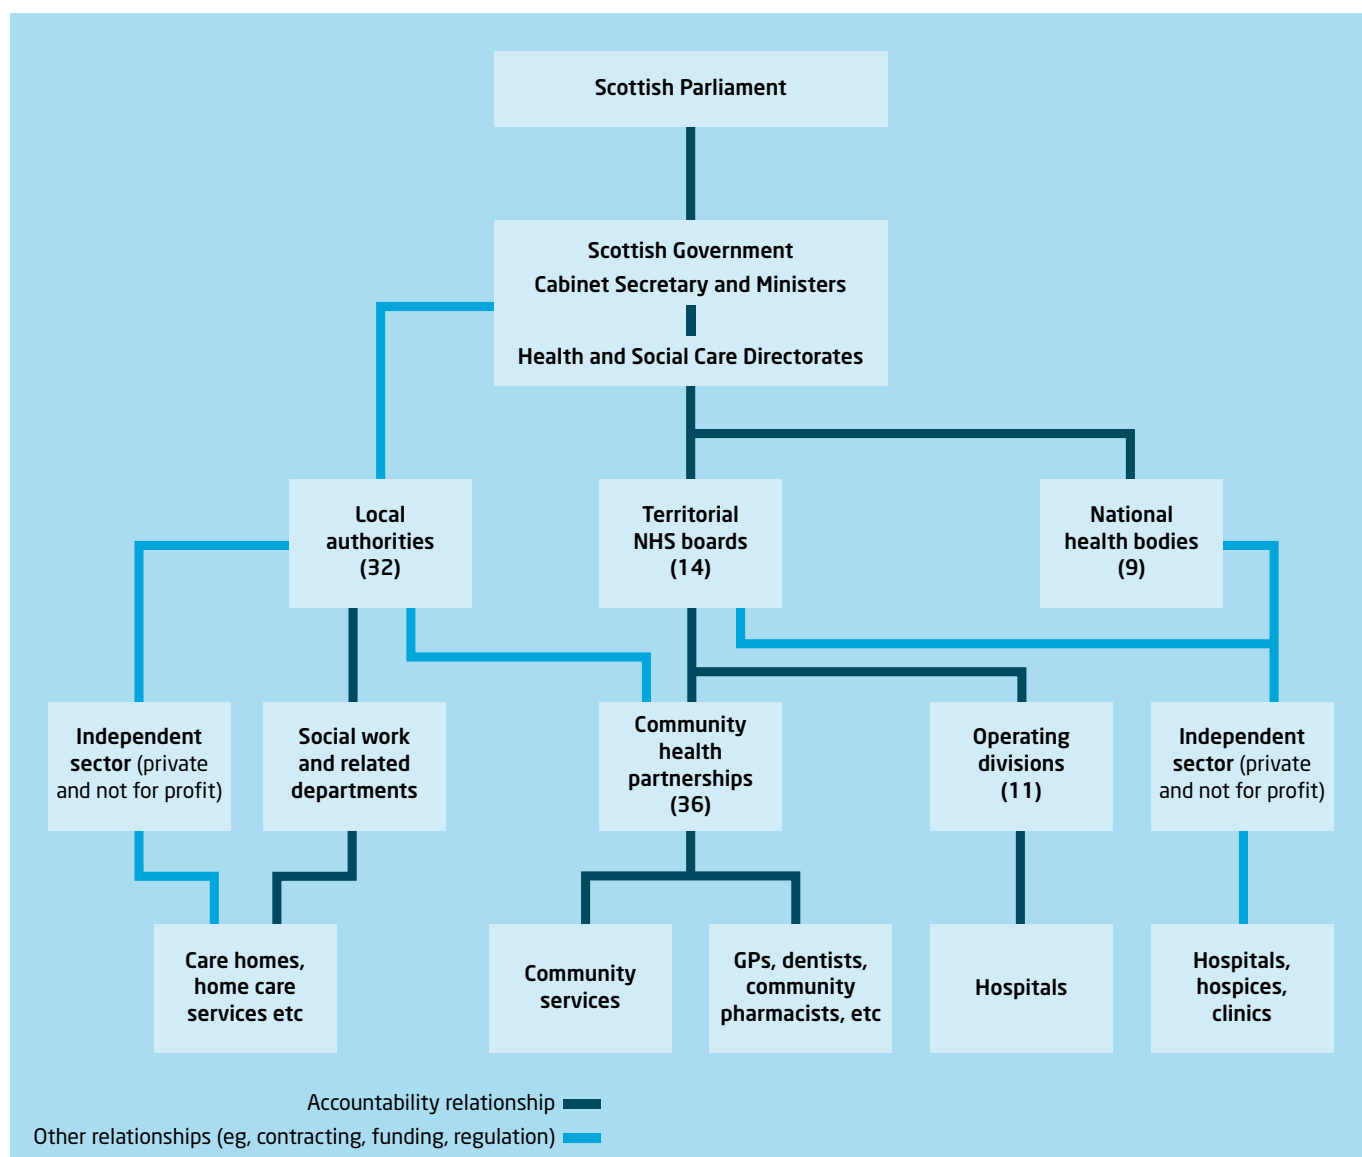 Scottish Parliament
Scottish Government
Cabinet Secretary and Ministers
Health and Social Care Directorates
Local
authorities
(32)
Territorial
NHS boards
(14)
National
health bodies
(9)
Independent
sector (private
and not for profit)
Social work
and related
departments
Community
health
partnerships
(36)
Operating
divisions
(11)
Independent
sector (private
and not for profit)
Care homes,
home care
services etc
Community
services
GPs, dentists,
community
pharmacists, etc
Hospitals
Hospitals,
hospices,
clinics
Accountability relationship
Other relationships (eg, contracting, funding, regulation)